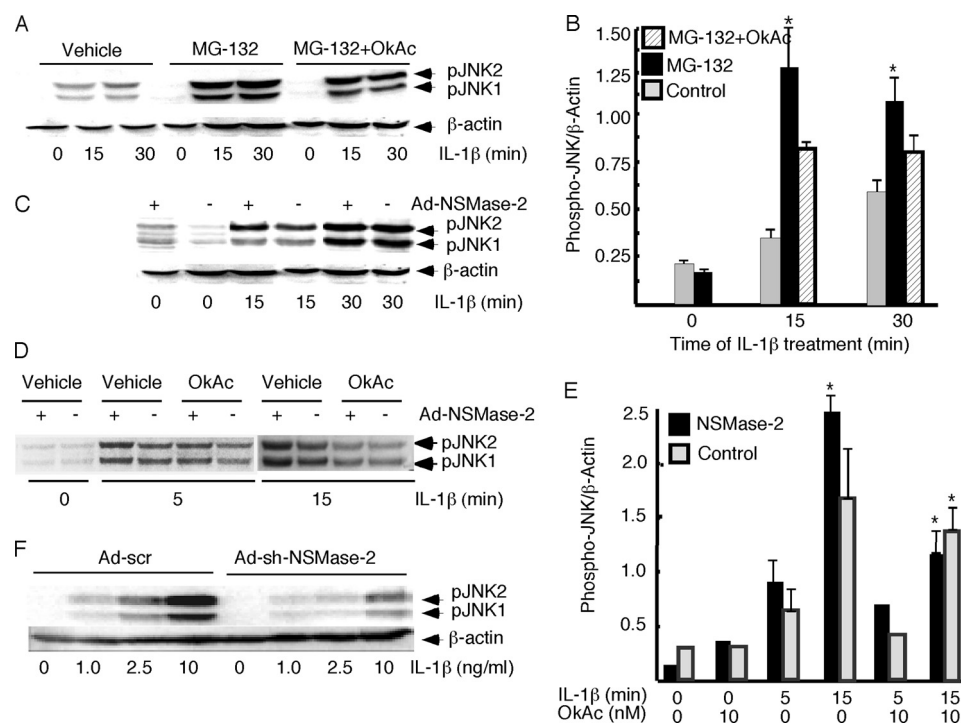 A
Vehicle MG-132 MG-132+OkAc
pJNK2
pJNK1
β-actin
0 15 30 0 15 30 0 15 30 IL-1β (min)
B
Phospho-JNK/β-Actin
1.50
1.25
1.00
0.75
0.50
0.25
* *
MG-132+OkAc
MG-132
Control
0 15 30
Time of IL-1β treatment (min)
C
+ - + - + - Ad-NSMase-2
pJNK2
pJNK1
β-actin
0 0 15 15 30 30 IL-1β (min)
D
Vehicle Vehicle OkAc Vehicle OkAc
+ - + - + - + - + - Ad-NSMase-2
pJNK2
pJNK1
0 5 15 IL-1β (min)
E
Phospho-JNK/β-Actin
2.5
2.0
1.5
1.0
0.5
NSMase-2
Control
* * *
IL-1β (min) 0 0 5 15 5 15
OkAc (nM) 0 10 0 0 10 10
F
Ad-scr Ad-sh-NSMase-2
pJNK2
pJNK1
β-actin
0 1.0 2.5 10 0 1.0 2.5 10 IL-1β (ng/ml)